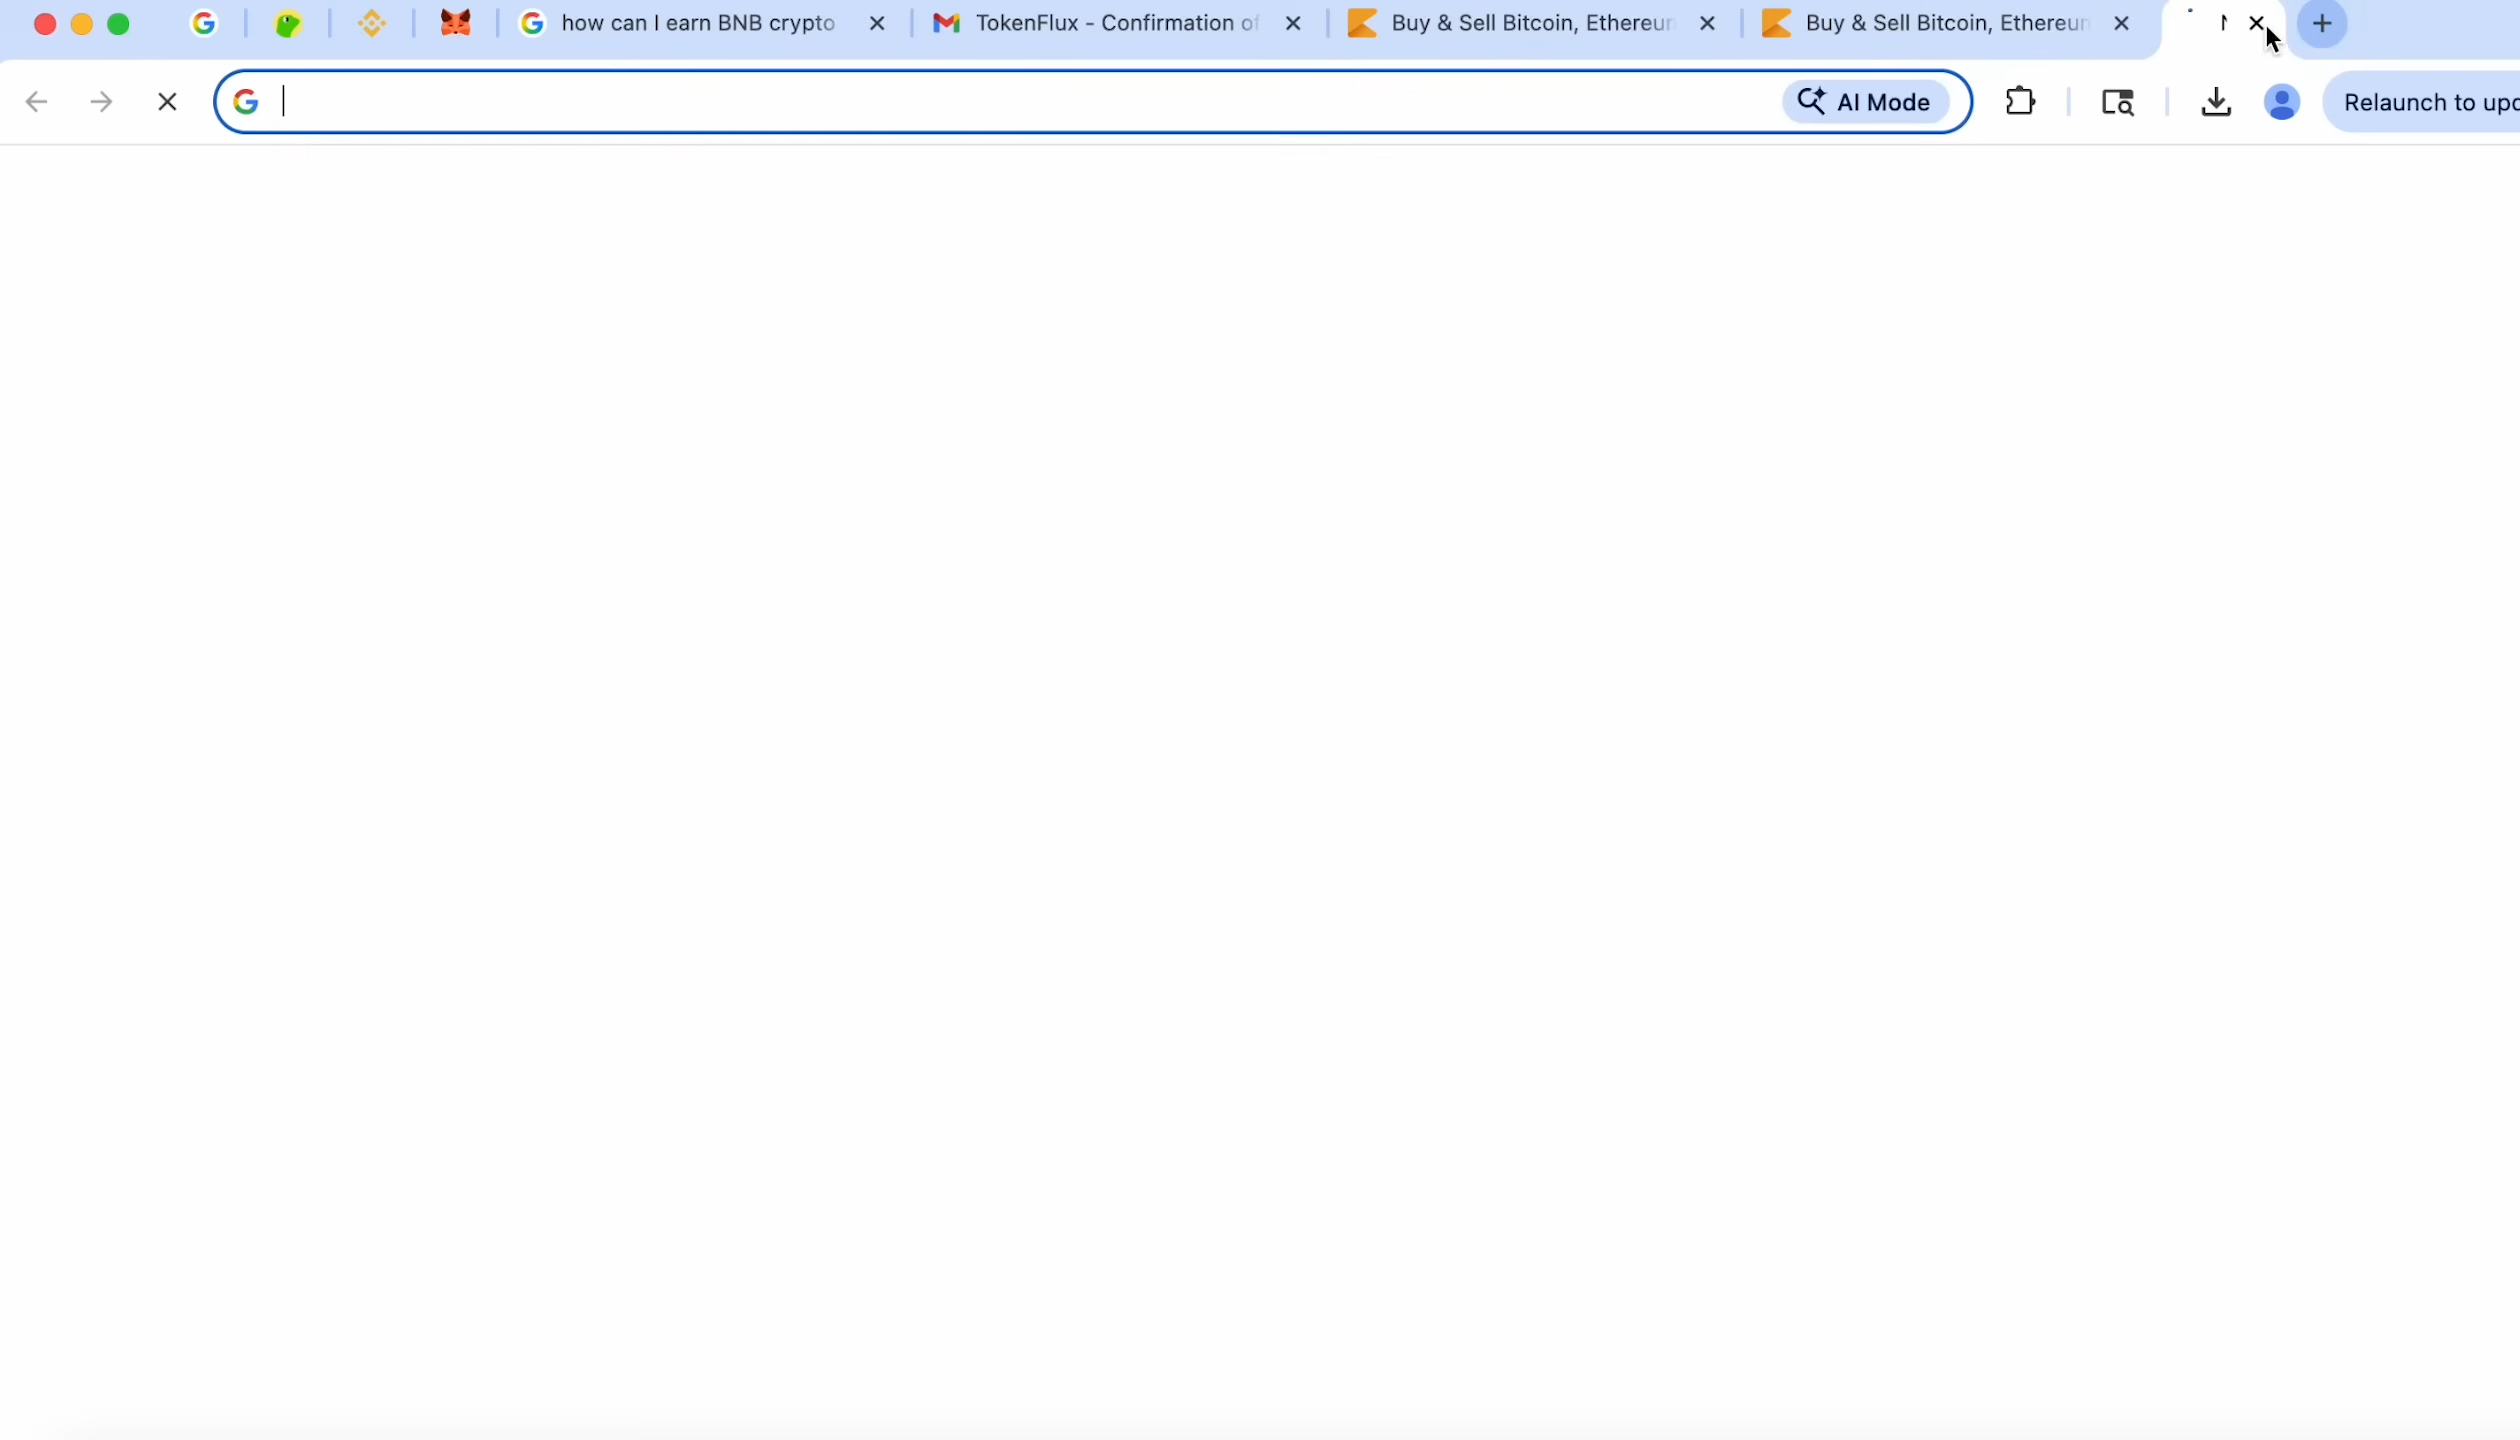 how can I earn BNB crypto
TokenFlux - Confirmation of
Buy & Sell Bitcoin, Ethereum
Buy & Sell Bitcoin, Ethereum
AI Mode
Relaunch to upd